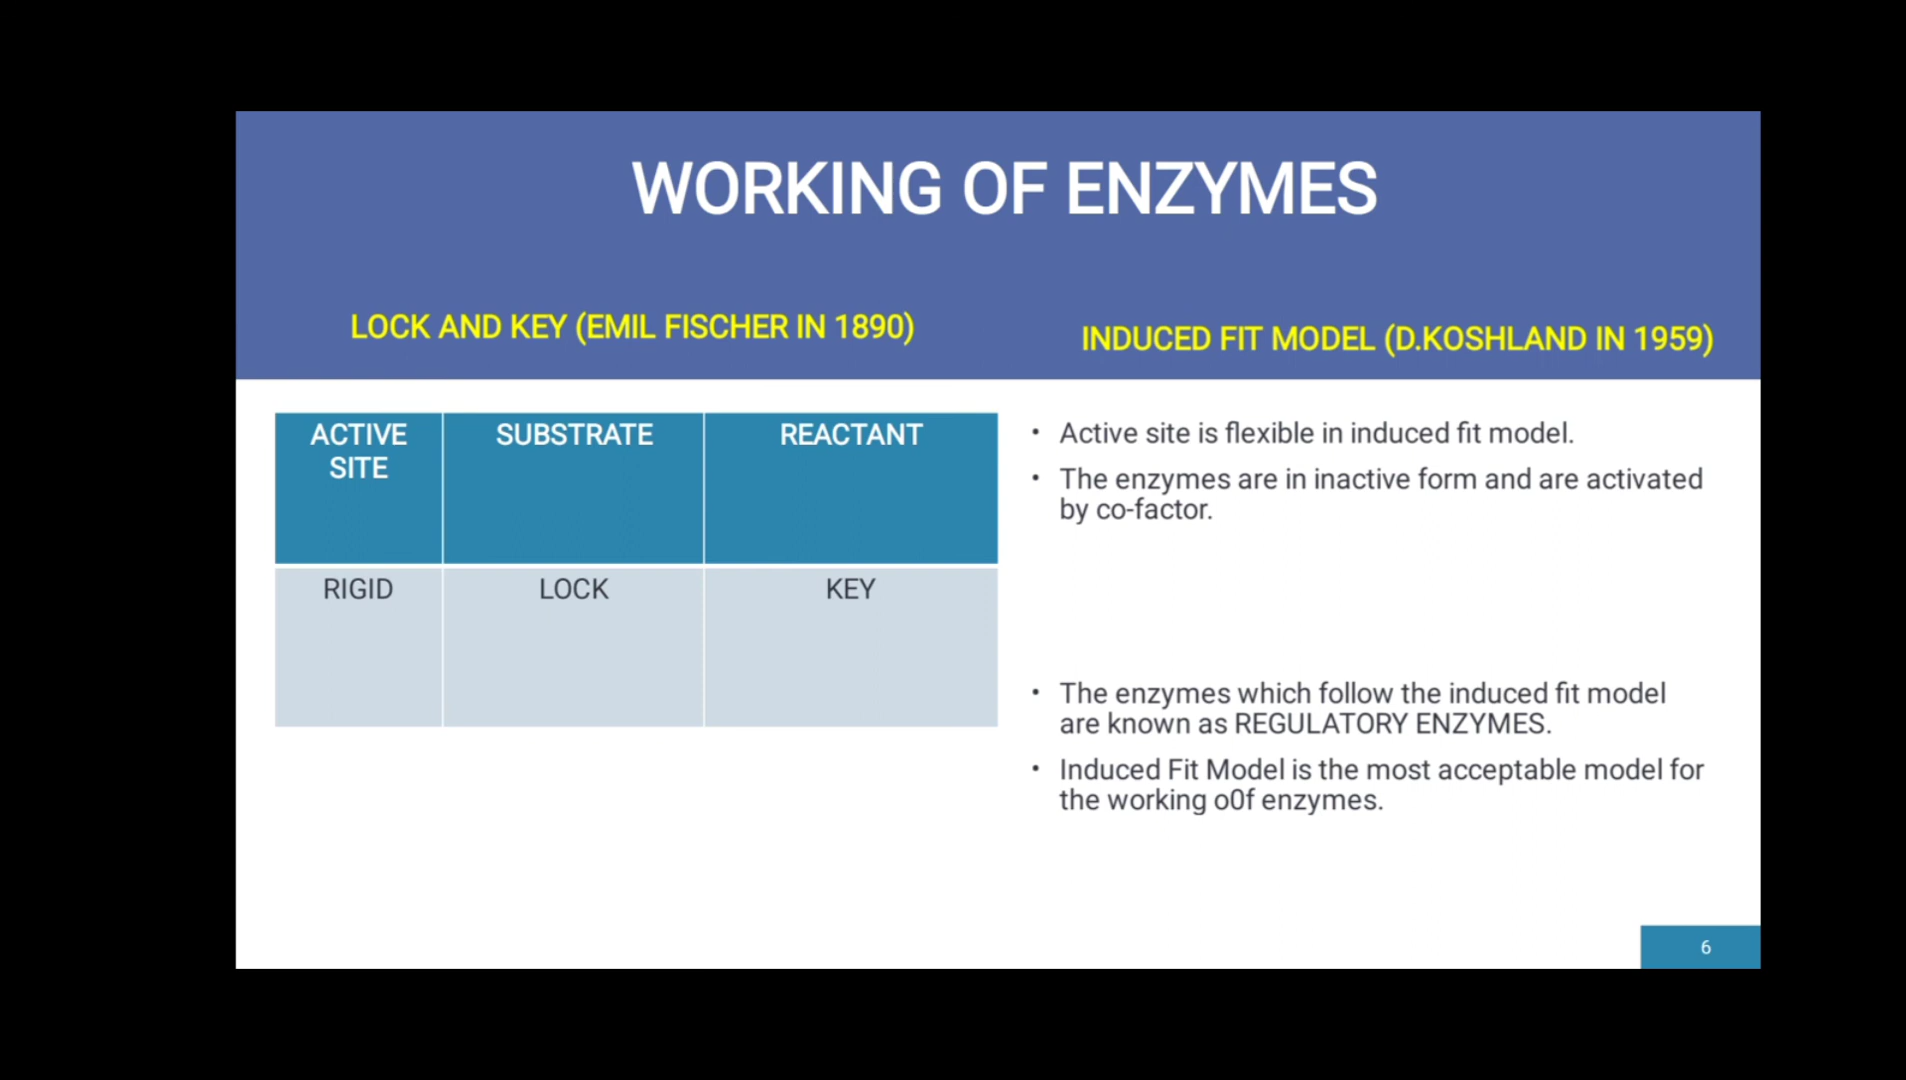 WORKING OF ENZYMES
LOCK AND KEY (EMIL FISCHER IN 1890)
INDUCED FIT MODEL (D.KOSHLAND IN 1959)
ACTIVE
SITE
SUBSTRATE
REACTANT
RIGID
LOCK
KEY
• Active site is flexible in induced fit model.
• The enzymes are in inactive form and are activated
by co-factor.
• The enzymes which follow the induced fit model
are known as REGULATORY ENZYMES.
• Induced Fit Model is the most acceptable model for
the working o0f enzymes.
6